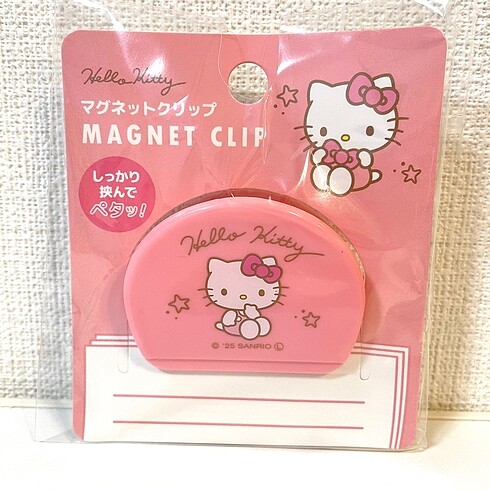 Hello Kitty
マグネットクリップ
MAGNET CLIP
しっかり
挟んで
ペタッ!
Hello Kitty
© '25 SANRIO Ⓛ